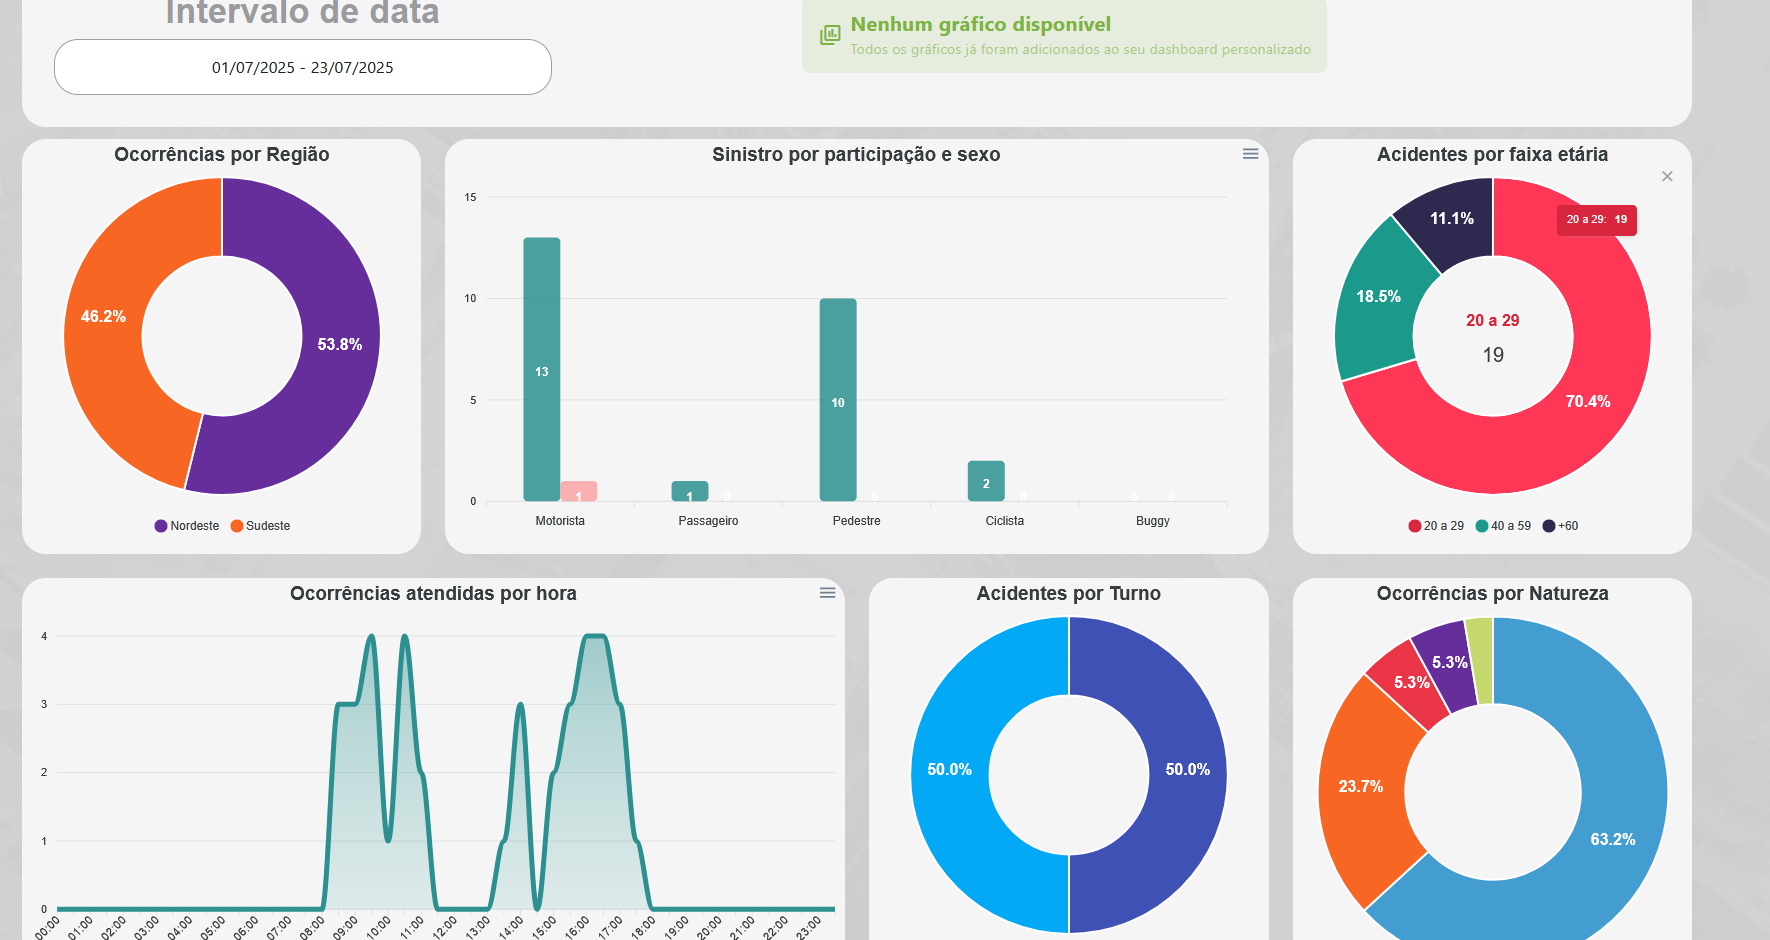 Intervalo de data
01/07/2025 - 23/07/2025
Nenhum gráfico disponível
Todos os gráficos já foram adicionados ao seu dashboard personalizado
Ocorrências por Região
46.2%
53.8%
Nordeste
Sudeste
Sinistro por participação e sexo
15
10
5
0
13
1
1
0
10
0
2
0
0
0
Motorista
Passageiro
Pedestre
Ciclista
Buggy
Acidentes por faixa etária
11.1%
20 a 29: 19
18.5%
20 a 29
19
70.4%
20 a 29
40 a 59
+60
Ocorrências atendidas por hora
4
3
2
1
0
00:00
01:00
02:00
03:00
04:00
05:00
06:00
07:00
08:00
09:00
10:00
11:00
12:00
13:00
14:00
15:00
16:00
17:00
18:00
19:00
20:00
21:00
22:00
23:00
Acidentes por Turno
50.0%
50.0%
Ocorrências por Natureza
5.3%
5.3%
23.7%
63.2%